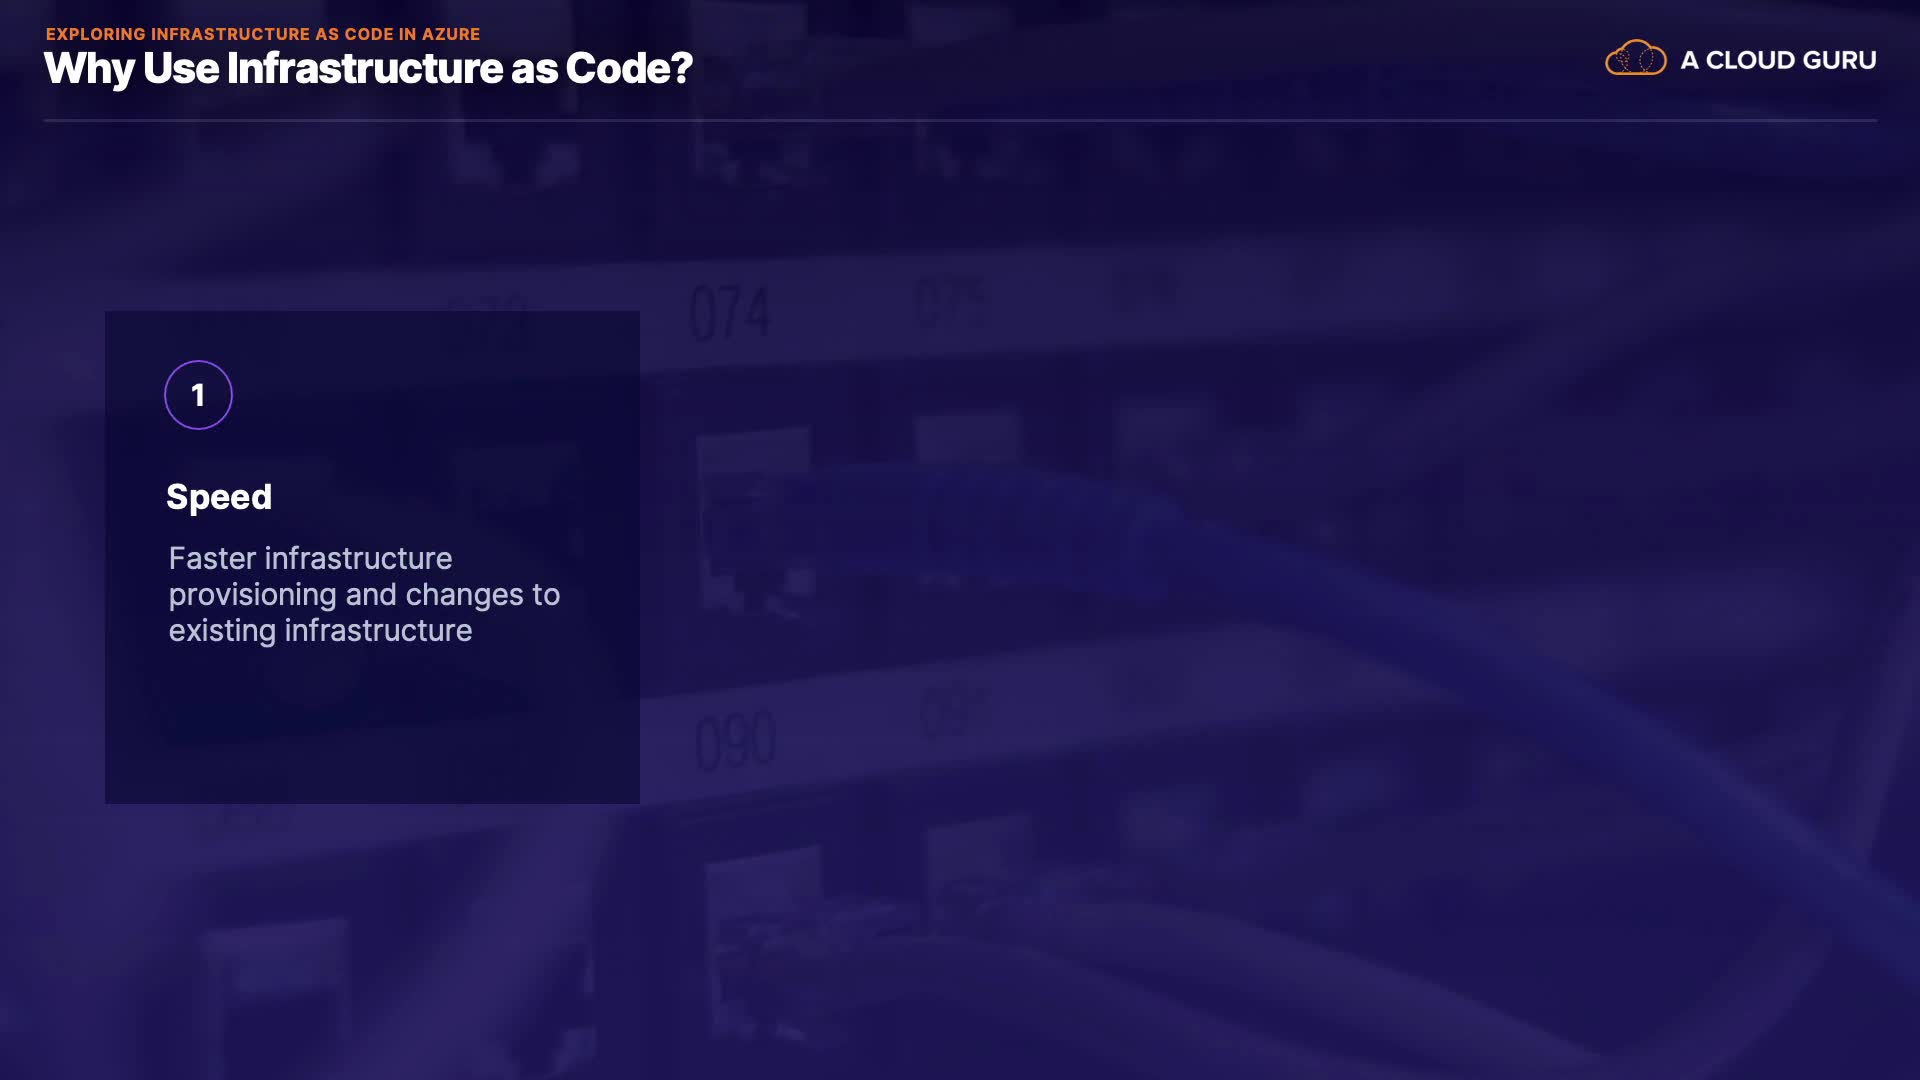 EXPLORING INFRASTRUCTURE AS CODE IN AZURE
Why Use Infrastructure as Code?
A CLOUD GURU
074
1
Speed
Faster infrastructure
provisioning and changes to
existing infrastructure
090